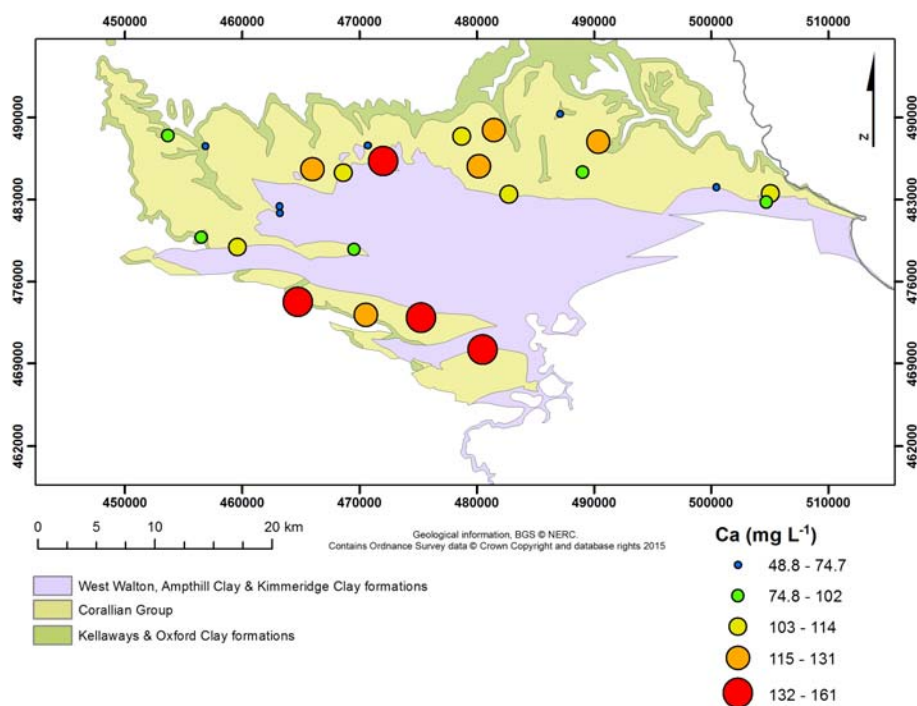 450000 460000 470000 480000 490000 500000 510000
490000 490000
483000 483000
476000 476000
469000 469000
462000 462000
N
450000 460000 470000 480000 490000 500000 510000
0 5 10 20 km
Geological information, BGS © NERC.
Contains Ordnance Survey data © Crown Copyright and database rights 2015
West Walton, Ampthill Clay & Kimmeridge Clay formations
Corallian Group
Kellaways & Oxford Clay formations
Ca (mg L⁻¹)
48.8 - 74.7
74.8 - 102
103 - 114
115 - 131
132 - 161